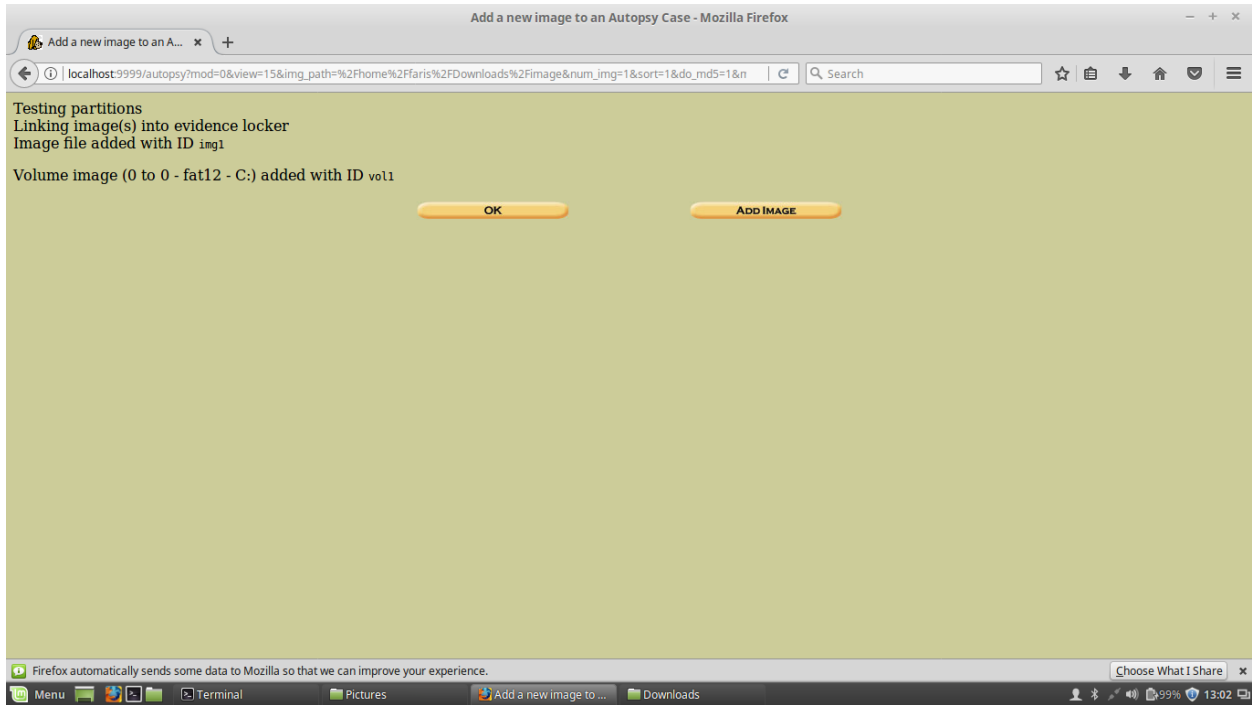 Add a new image to an Autopsy Case - Mozilla Firefox
Add a new image to an A...
localhost:9999/autopsy?mod=0&view=15&img_path=%2Fhome%2Ffaris%2FDownloads%2Fimage&num_img=1&sort=1&do_md5=1&m
Search
Testing partitions
Linking image(s) into evidence locker
Image file added with ID img1
Volume image (0 to 0 - fat12 - C:) added with ID vol1
OK ADD IMAGE
Firefox automatically sends some data to Mozilla so that we can improve your experience. Choose What I Share
Menu Terminal Pictures Add a new image to ... Downloads 99% 13:02